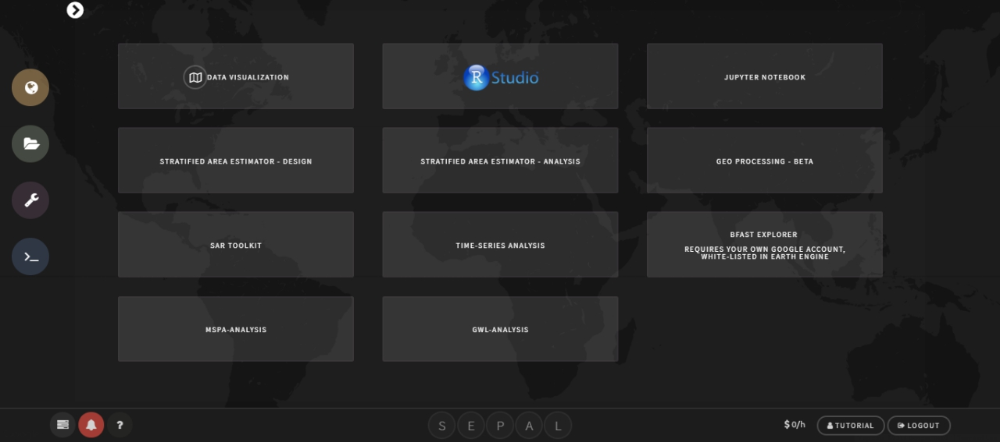 DATA VISUALIZATION
R Studio
JUPYTER NOTEBOOK
STRATIFIED AREA ESTIMATOR - DESIGN
STRATIFIED AREA ESTIMATOR - ANALYSIS
GEO PROCESSING - BETA
SAR TOOLKIT
TIME-SERIES ANALYSIS
BFAST EXPLORER
REQUIRES YOUR OWN GOOGLE ACCOUNT,
WHITE-LISTED IN EARTH ENGINE
MSPA-ANALYSIS
GWL-ANALYSIS
?
S E P A L
$ 0/h
TUTORIAL
LOGOUT